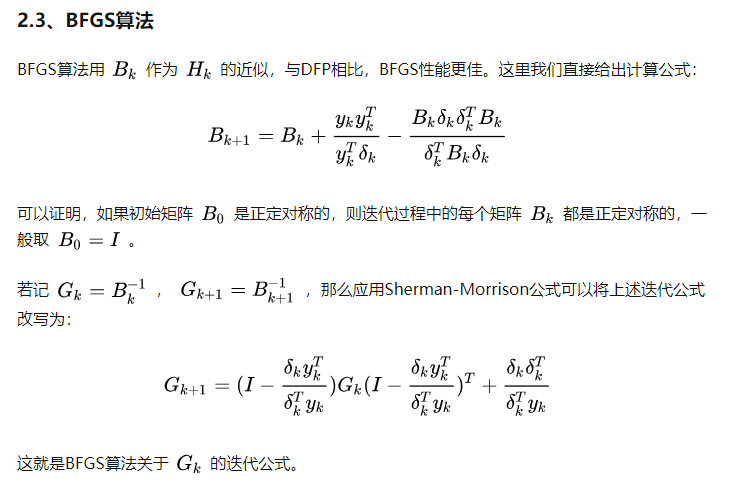 2.3、BFGS算法
BFGS算法用 $B_k$ 作为 $H_k$ 的近似，与DFP相比，BFGS性能更佳。这里我们直接给出计算公式：
$B_{k+1} = B_k + \frac{y_k y_k^T}{y_k^T \delta_k} - \frac{B_k \delta_k \delta_k^T B_k}{\delta_k^T B_k \delta_k}$
可以证明，如果初始矩阵 $B_0$ 是正定对称的，则迭代过程中的每个矩阵 $B_k$ 都是正定对称的，一
般取 $B_0 = I$ 。
若记 $G_k = B_k^{-1}$ ， $G_{k+1} = B_{k+1}^{-1}$ ，那么应用Sherman-Morrison公式可以将上述迭代公式
改写为：
$G_{k+1} = (I - \frac{\delta_k y_k^T}{\delta_k^T y_k}) G_k (I - \frac{\delta_k y_k^T}{\delta_k^T y_k})^T + \frac{\delta_k \delta_k^T}{\delta_k^T y_k}$
这就是BFGS算法关于 $G_k$ 的迭代公式。